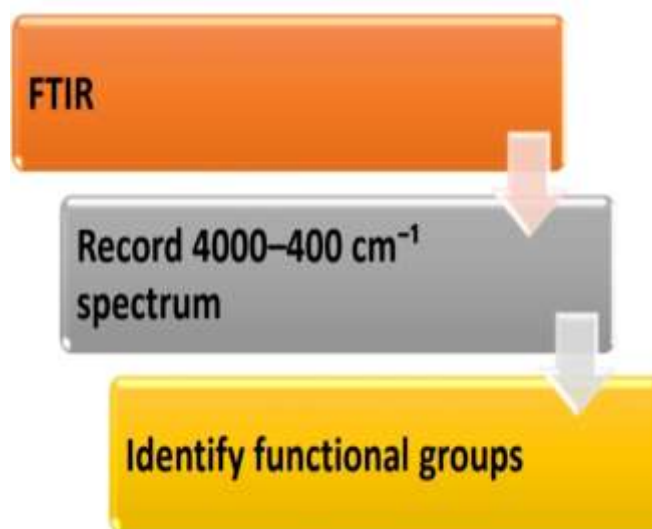 FTIR
Record 4000–400 cm⁻¹
spectrum
Identify functional groups